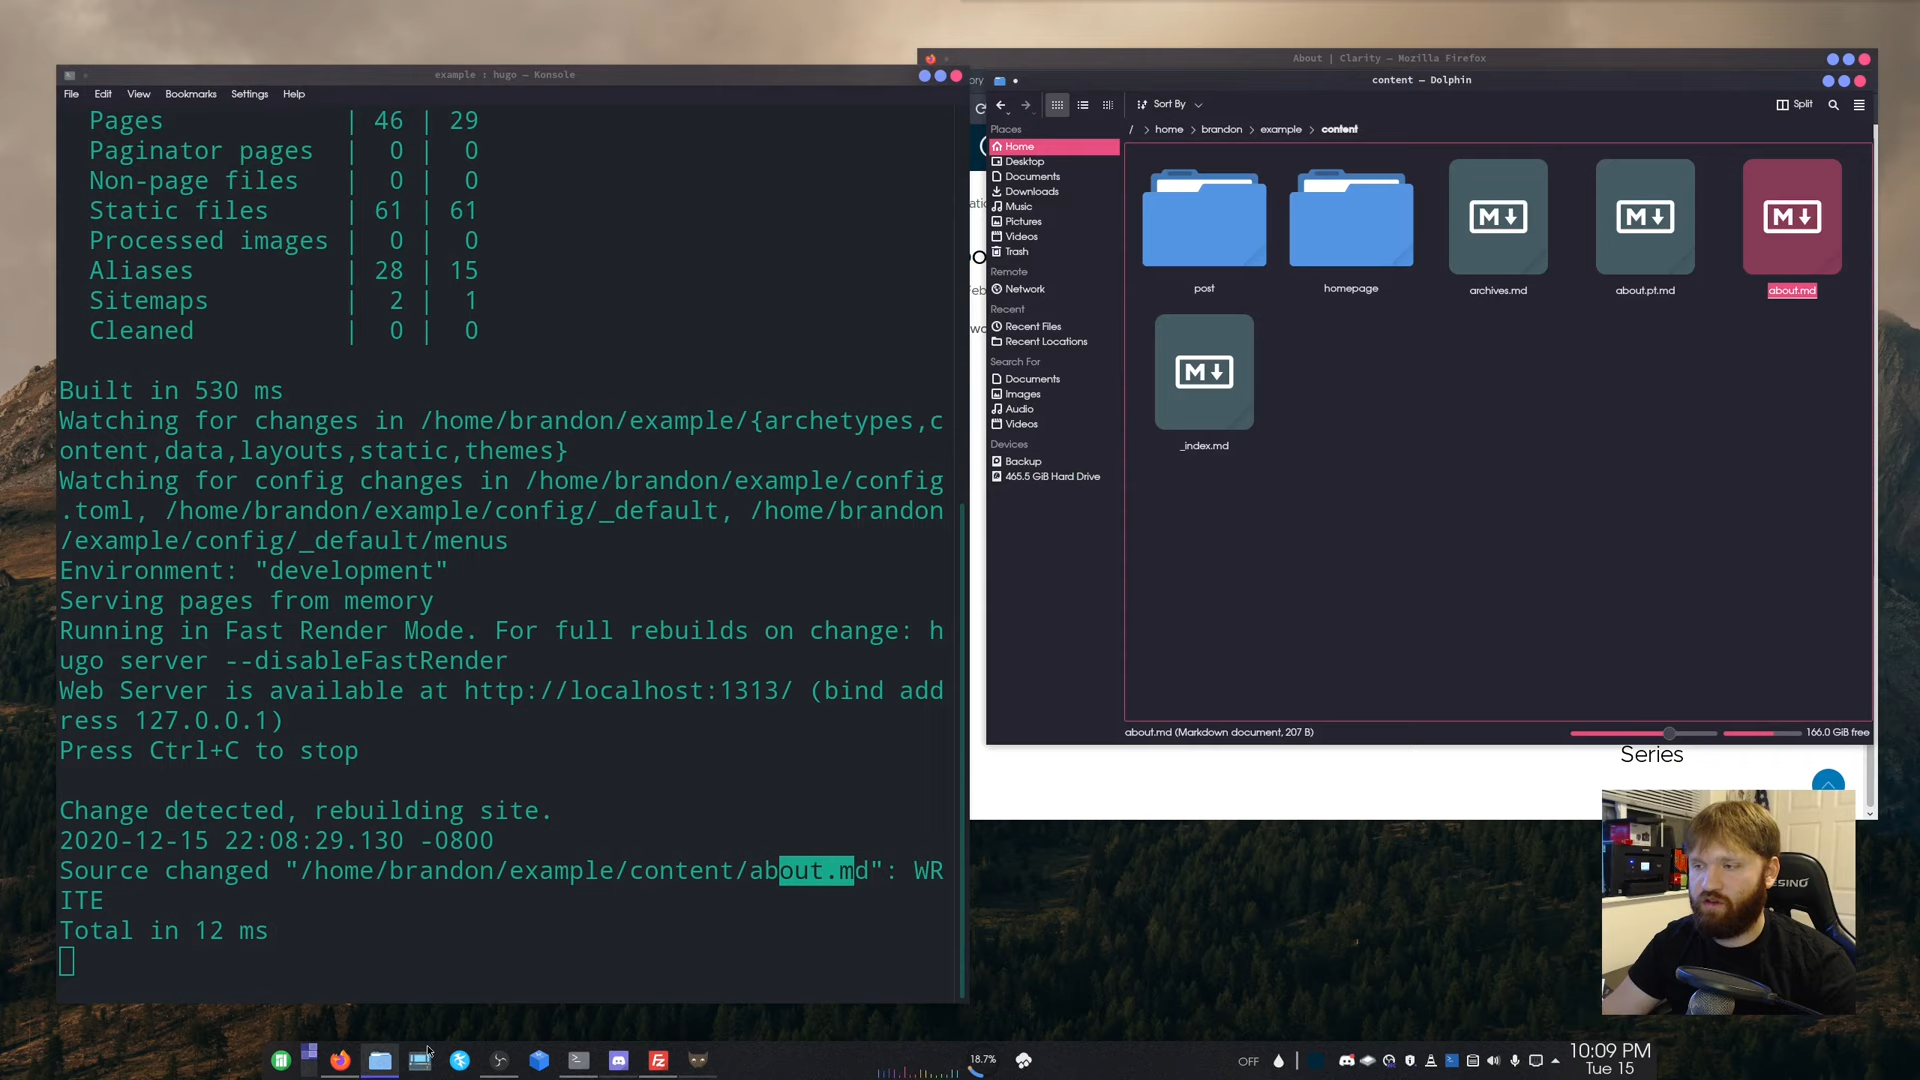 example : hugo — Konsole
File Edit View Bookmarks Settings Help
Pages | 46 | 29
Paginator pages | 0 | 0
Non-page files | 0 | 0
Static files | 61 | 61
Processed images | 0 | 0
Aliases | 28 | 15
Sitemaps | 2 | 1
Cleaned | 0 | 0
Built in 530 ms
Watching for changes in /home/brandon/example/{archetypes,c
ontent,data,layouts,static,themes}
Watching for config changes in /home/brandon/example/config
.toml, /home/brandon/example/config/_default, /home/brandon
/example/config/_default/menus
Environment: "development"
Serving pages from memory
Running in Fast Render Mode. For full rebuilds on change: h
ugo server --disableFastRender
Web Server is available at http://localhost:1313/ (bind add
ress 127.0.0.1)
Press Ctrl+C to stop
Change detected, rebuilding site.
2020-12-15 22:08:29.130 -0800
Source changed "/home/brandon/example/content/about.md": WR
ITE
Total in 12 ms
About | Clarity — Mozilla Firefox
content — Dolphin
Sort By
Split
/ > home > brandon > example > content
Places
Home
Desktop
Documents
Downloads
Music
Pictures
Videos
Trash
Remote
Network
Recent
Recent Files
Recent Locations
Search For
Documents
Images
Audio
Videos
Devices
Backup
465.5 GiB Hard Drive
post
homepage
archives.md
about.pt.md
about.md
_index.md
about.md (Markdown document, 207 B)
166.0 GiB free
Series
18.7%
OFF
10:09 PM
Tue 15